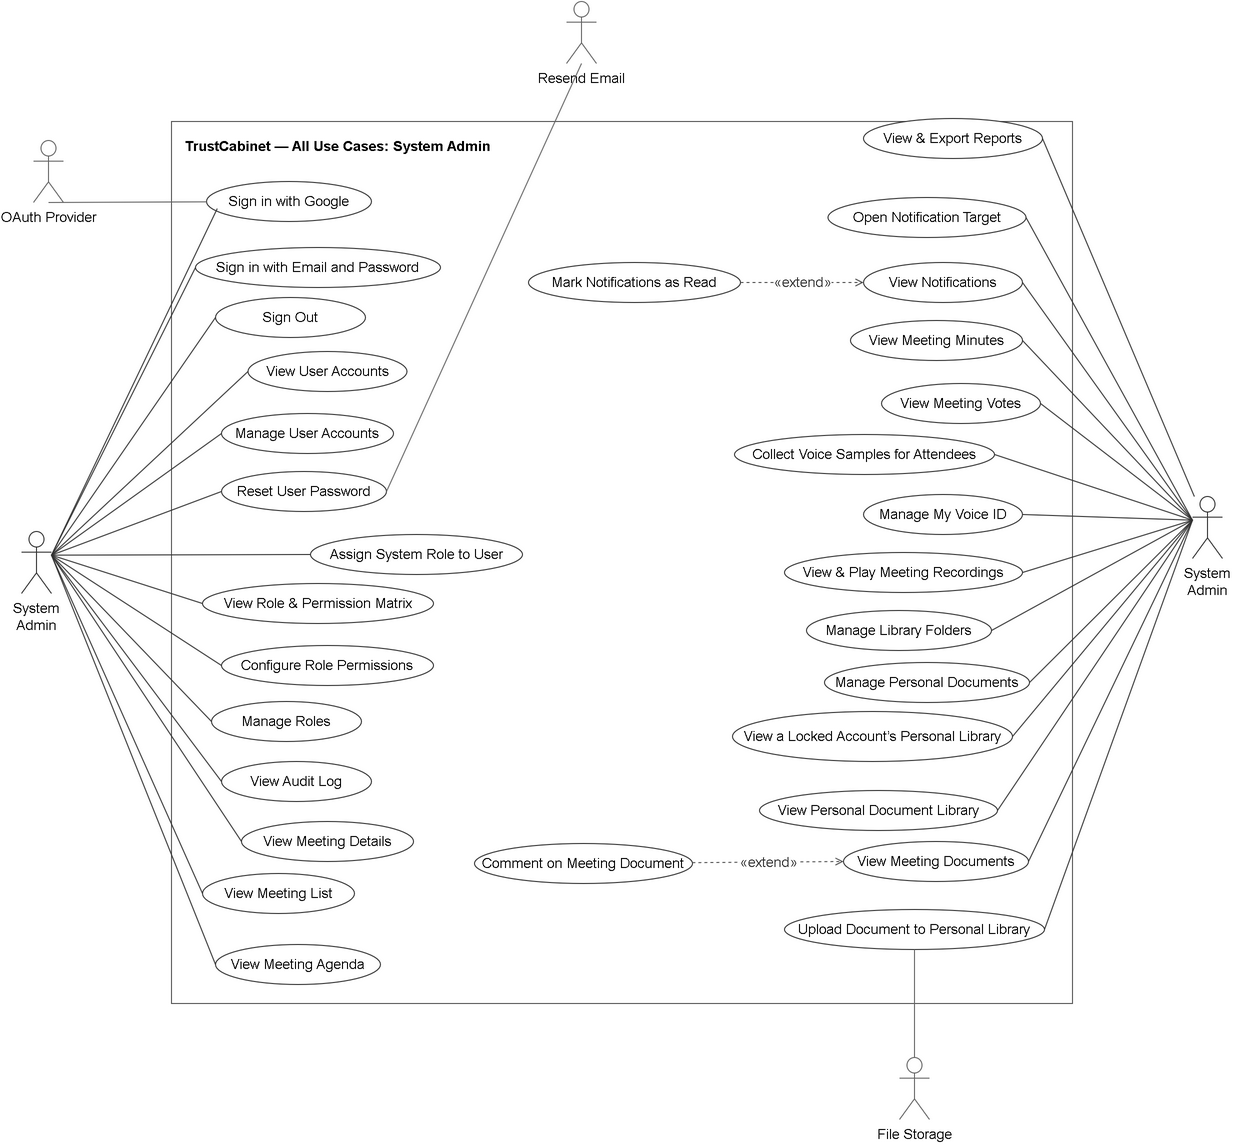 Resend Email
TrustCabinet — All Use Cases: System Admin
OAuth Provider
Sign in with Google
Sign in with Email and Password
Sign Out
View User Accounts
Manage User Accounts
Reset User Password
Assign System Role to User
View Role & Permission Matrix
Configure Role Permissions
Manage Roles
View Audit Log
View Meeting Details
View Meeting List
View Meeting Agenda
System
Admin
View & Export Reports
Open Notification Target
Mark Notifications as Read
«extend»
View Notifications
View Meeting Minutes
View Meeting Votes
Collect Voice Samples for Attendees
Manage My Voice ID
View & Play Meeting Recordings
Manage Library Folders
Manage Personal Documents
View a Locked Account's Personal Library
View Personal Document Library
Comment on Meeting Document
«extend»
View Meeting Documents
Upload Document to Personal Library
System
Admin
File Storage